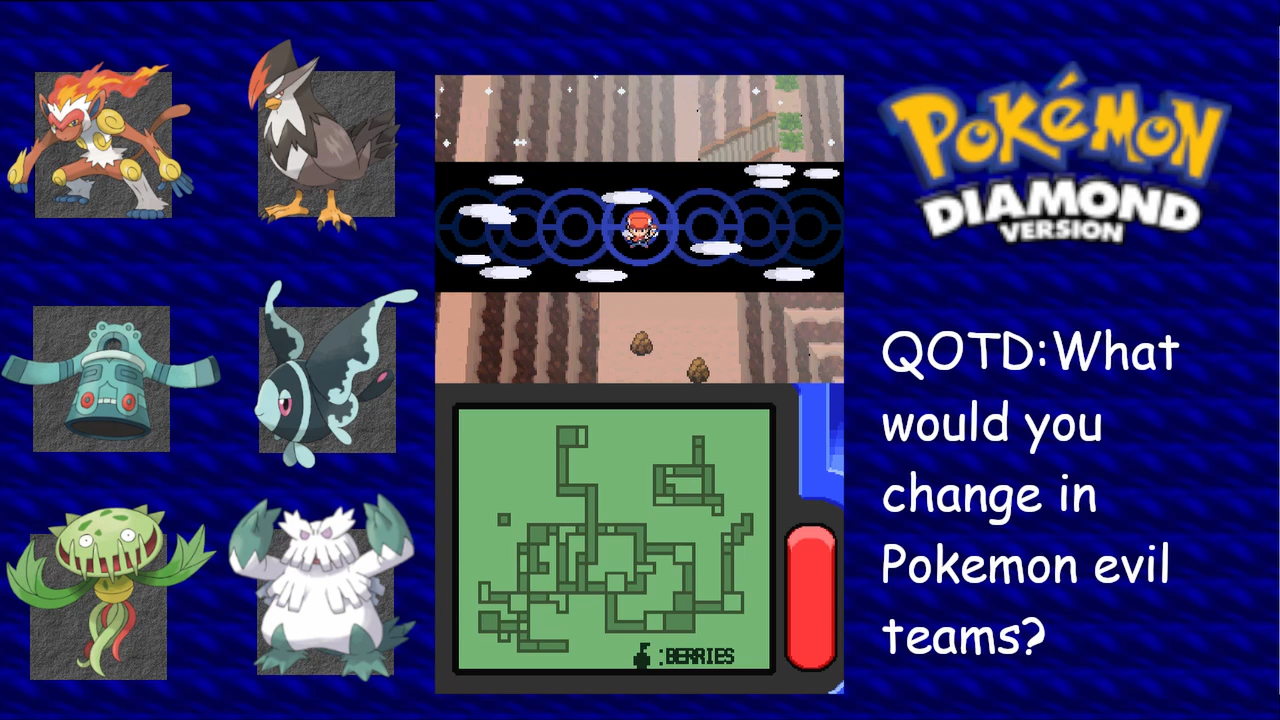 POKéMON
DIAMOND
VERSION
QOTD:What
would you
change in
Pokemon evil
teams?
:BERRIES